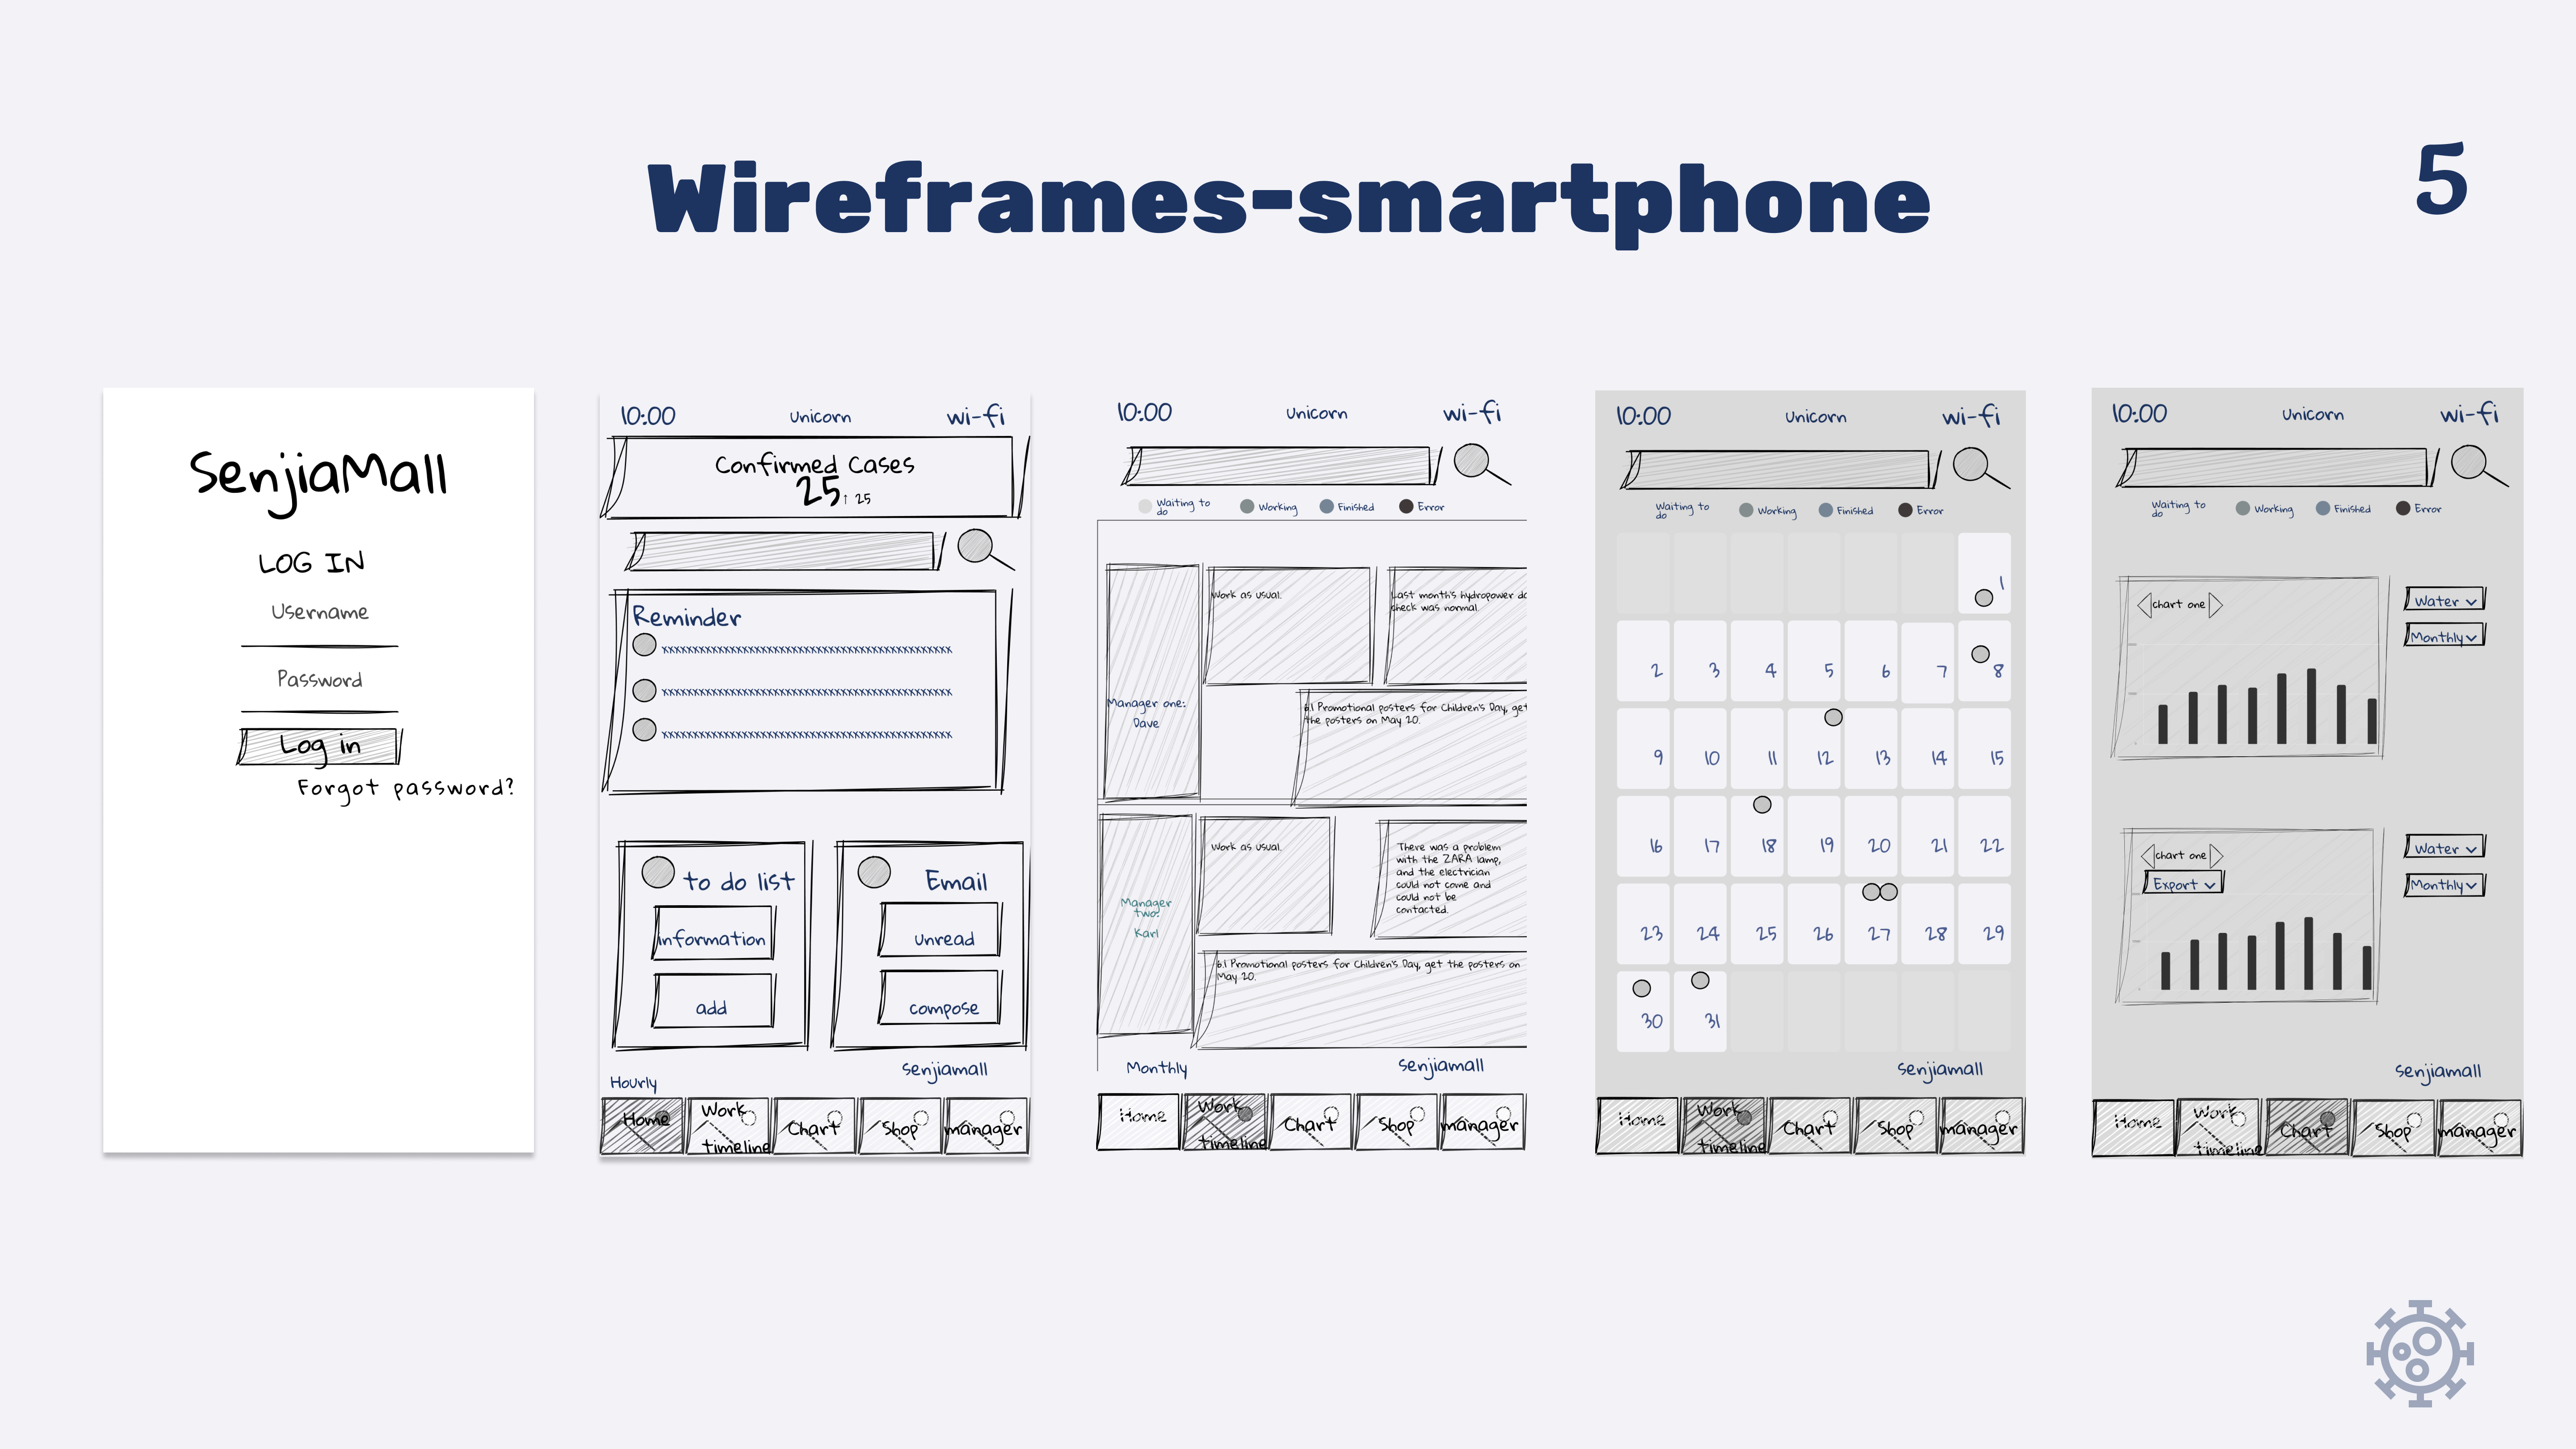 Wireframes-smartphone
5
SenjiaMall
LOG IN
Username
Password
Log in
Forgot password?
10:00 Unicorn wi-fi
Confirmed Cases
25↑ 25
Reminder
xxxxxxxxxxxxxxxxxxxxxxxxxxxxxxxxxxxxxxxxxxxxxx
xxxxxxxxxxxxxxxxxxxxxxxxxxxxxxxxxxxxxxxxxxxxxx
xxxxxxxxxxxxxxxxxxxxxxxxxxxxxxxxxxxxxxxxxxxxxx
to do list
information
add
Email
unread
compose
Senjiamall
Hourly
Home
Work
timeline
Chart
Shop
manager
10:00 Unicorn wi-fi
Waiting to
do
Working
Finished
Error
Manager one:
Dave
Work as usual.
Last month's hydropower do
check was normal.
6.1 Promotional posters for Children's Day, get
the posters on May 20.
Manager
two:
Karl
Work as usual.
There was a problem
with the ZARA lamp,
and the electrician
could not come and
could not be
contacted.
6.1 Promotional posters for Children's Day, get the posters on
May 20.
Monthly
Senjiamall
Home
Work
timeline
Chart
Shop
manager
10:00 Unicorn wi-fi
Waiting to
do
Working
Finished
Error
1
2 3 4 5 6 7 8
9 10 11 12 13 14 15
16 17 18 19 20 21 22
23 24 25 26 27 28 29
30 31
Senjiamall
Home
Work
timeline
Chart
Shop
manager
10:00 Unicorn wi-fi
Waiting to
do
Working
Finished
Error
chart one
Water
Monthly
chart one
Export
Water
Monthly
Senjiamall
Home
Work
timeline
Chart
Shop
manager